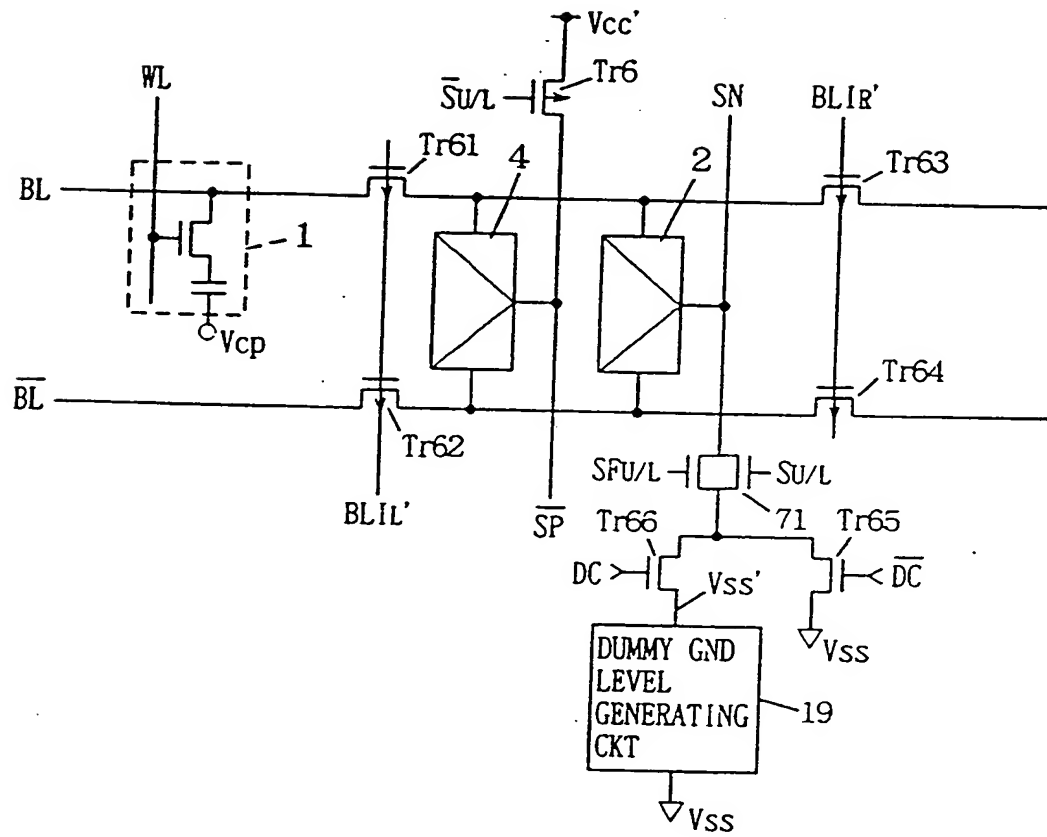 Vcc'
WL
S̅U/L
Tr6
SN
BLIR'
Tr61
4
2
Tr63
BL
1
Vcp
B̅L̅
Tr62
Tr64
BLIL'
S̅P̅
SFU/L
SU/L
71
Tr66
Tr65
DC
D̅C̅
Vss'
Vss
DUMMY GND
LEVEL
GENERATING
CKT
19
Vss